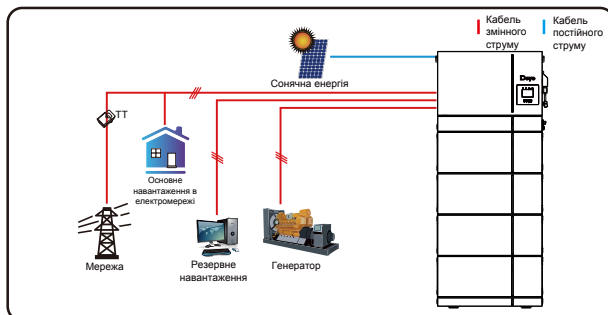 Кабель
змінного
струму
Кабель
постійного
струму
Сонячна енергія
Deye
ТТ
Основне
навантаження в
електромережі
Мережа
Резервне
навантаження
Генератор